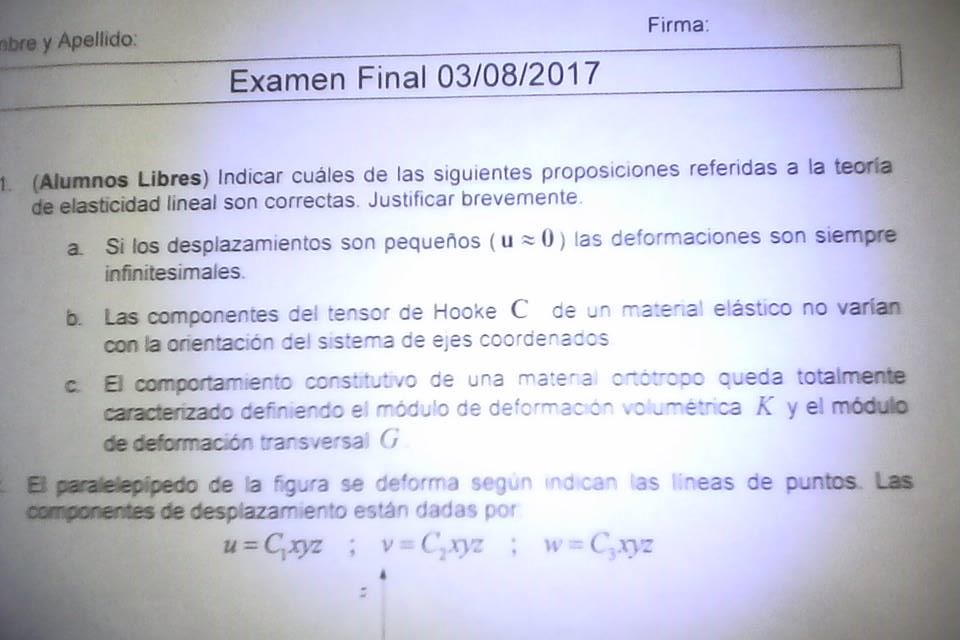 Firma:
mbre y Apellido:
Examen Final 03/08/2017
1. (Alumnos Libres) Indicar cuáles de las siguientes proposiciones referidas a la teoría
de elasticidad lineal son correctas. Justificar brevemente.
a. Si los desplazamientos son pequeños ( u ≈ 0 ) las deformaciones son siempre
infinitesimales.
b. Las componentes del tensor de Hooke C de un material elástico no varían
con la orientación del sistema de ejes coordenados
c. El comportamiento constitutivo de una material ortótropo queda totalmente
caracterizado definiendo el módulo de deformación volumétrica K y el módulo
de deformación transversal G.
El paralelepípedo de la figura se deforma según indican las líneas de puntos. Las
componentes de desplazamiento están dadas por:
u = C₁xyz ; v = C₂xyz ; w = C₃xyz
z